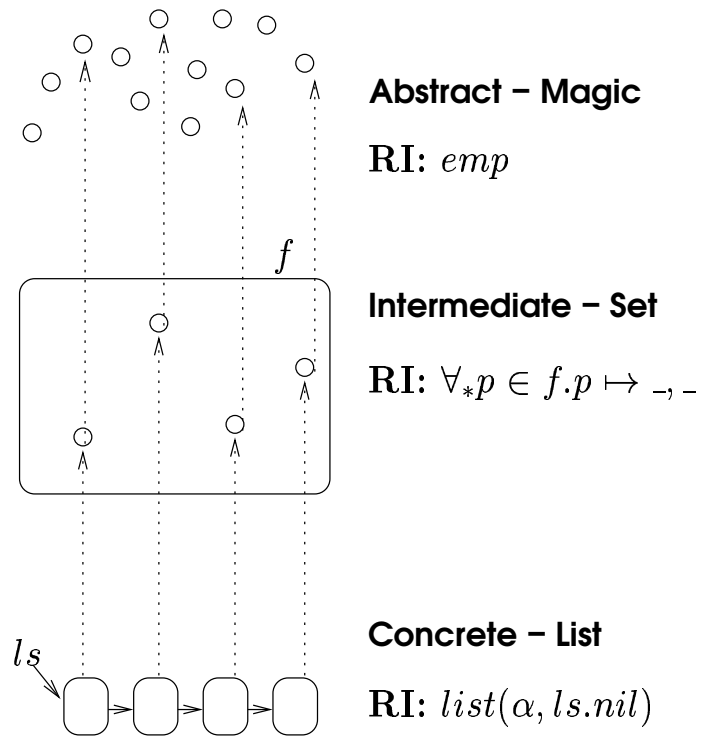 Abstract – Magic
RI: emp
f
Intermediate – Set
RI: ∀∗p ∈ f.p ↦ _, _
Concrete – List
ls
RI: list(α, ls.nil)